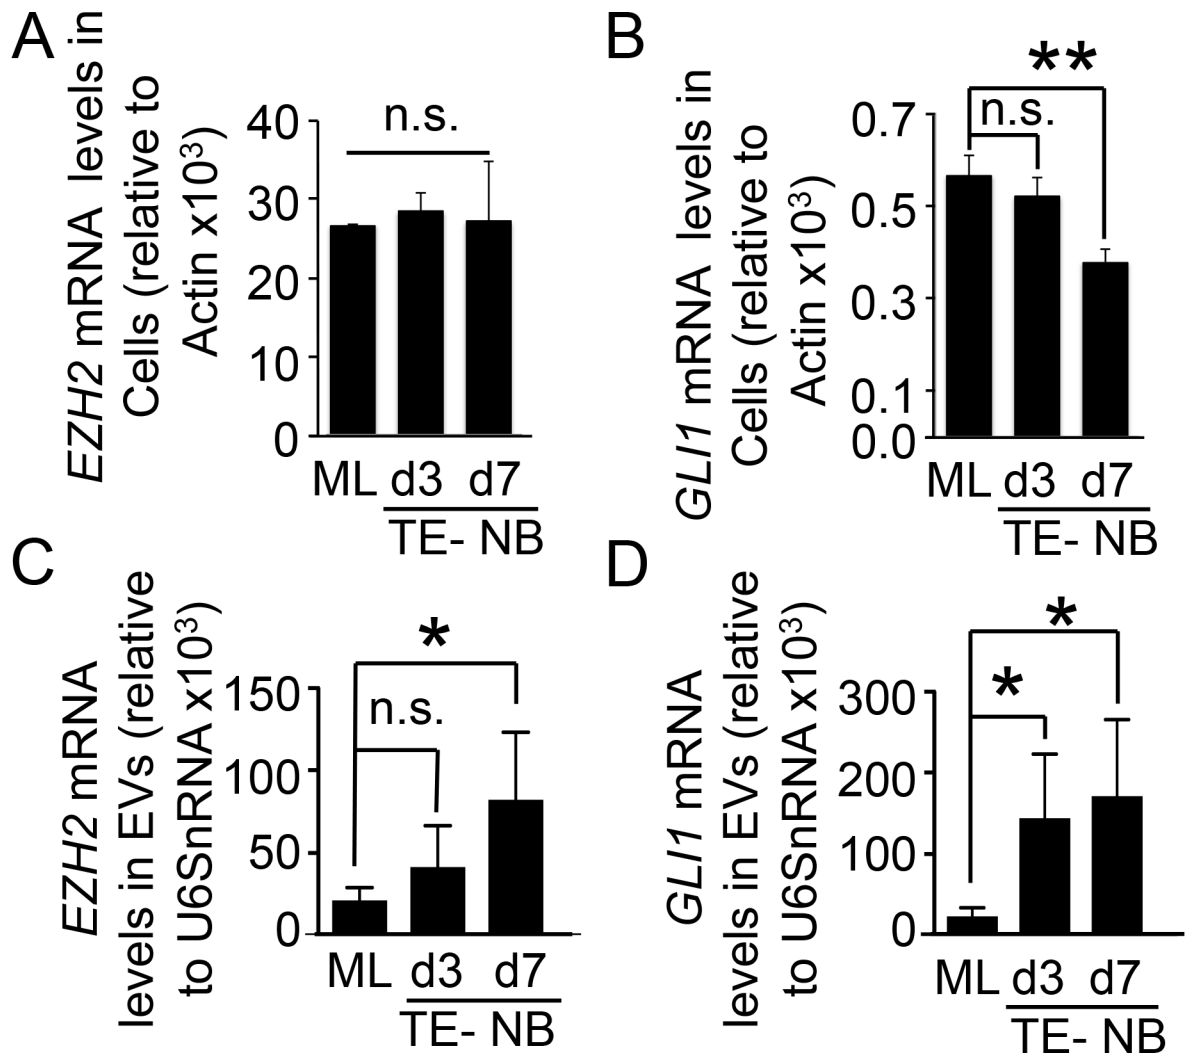 A
EZH2 mRNA levels in
Cells (relative to
Actin x10³)
40
30
20
10
0
n.s.
ML d3 d7
TE- NB
B
GLI1 mRNA levels in
Cells (relative to
Actin x10³)
0.7
0.5
0.3
0.1
0.0
**
n.s.
ML d3 d7
TE- NB
C
EZH2 mRNA
levels in EVs (relative
to U6SnRNA x10³)
150
100
50
0
*
n.s.
ML d3 d7
TE- NB
D
GLI1 mRNA
levels in EVs (relative
to U6SnRNA x10³)
300
200
100
0
*
*
ML d3 d7
TE- NB